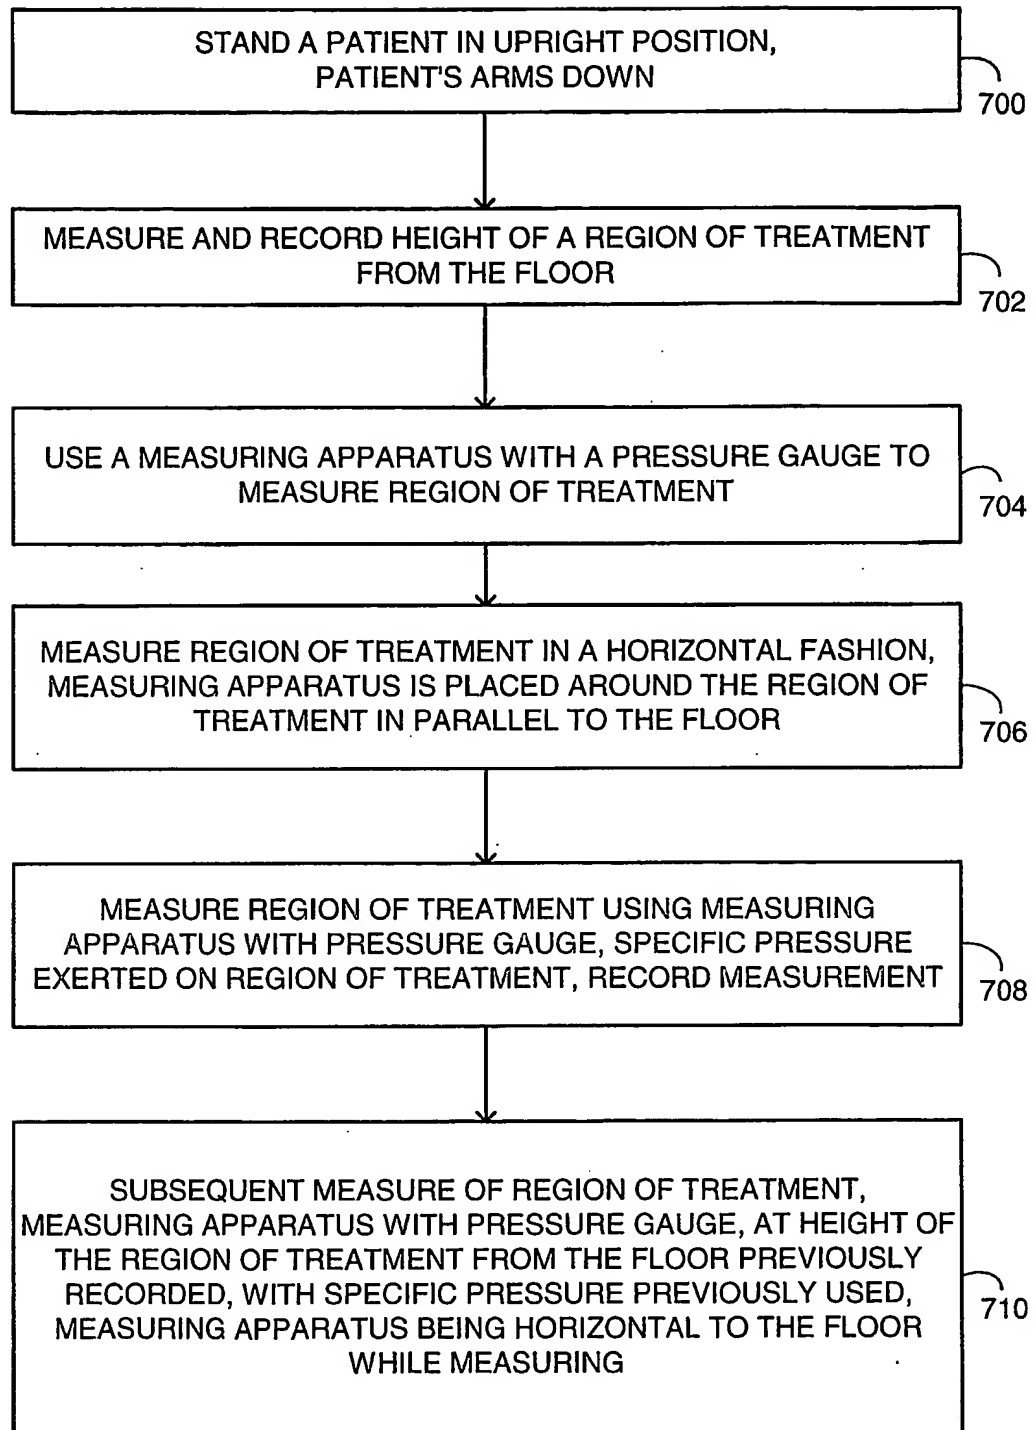 STAND A PATIENT IN UPRIGHT POSITION,
PATIENT'S ARMS DOWN
700
MEASURE AND RECORD HEIGHT OF A REGION OF TREATMENT
FROM THE FLOOR
702
USE A MEASURING APPARATUS WITH A PRESSURE GAUGE TO
MEASURE REGION OF TREATMENT
704
MEASURE REGION OF TREATMENT IN A HORIZONTAL FASHION,
MEASURING APPARATUS IS PLACED AROUND THE REGION OF
TREATMENT IN PARALLEL TO THE FLOOR
706
MEASURE REGION OF TREATMENT USING MEASURING
APPARATUS WITH PRESSURE GAUGE, SPECIFIC PRESSURE
EXERTED ON REGION OF TREATMENT, RECORD MEASUREMENT
708
SUBSEQUENT MEASURE OF REGION OF TREATMENT,
MEASURING APPARATUS WITH PRESSURE GAUGE, AT HEIGHT OF
THE REGION OF TREATMENT FROM THE FLOOR PREVIOUSLY
RECORDED, WITH SPECIFIC PRESSURE PREVIOUSLY USED,
MEASURING APPARATUS BEING HORIZONTAL TO THE FLOOR
WHILE MEASURING
710